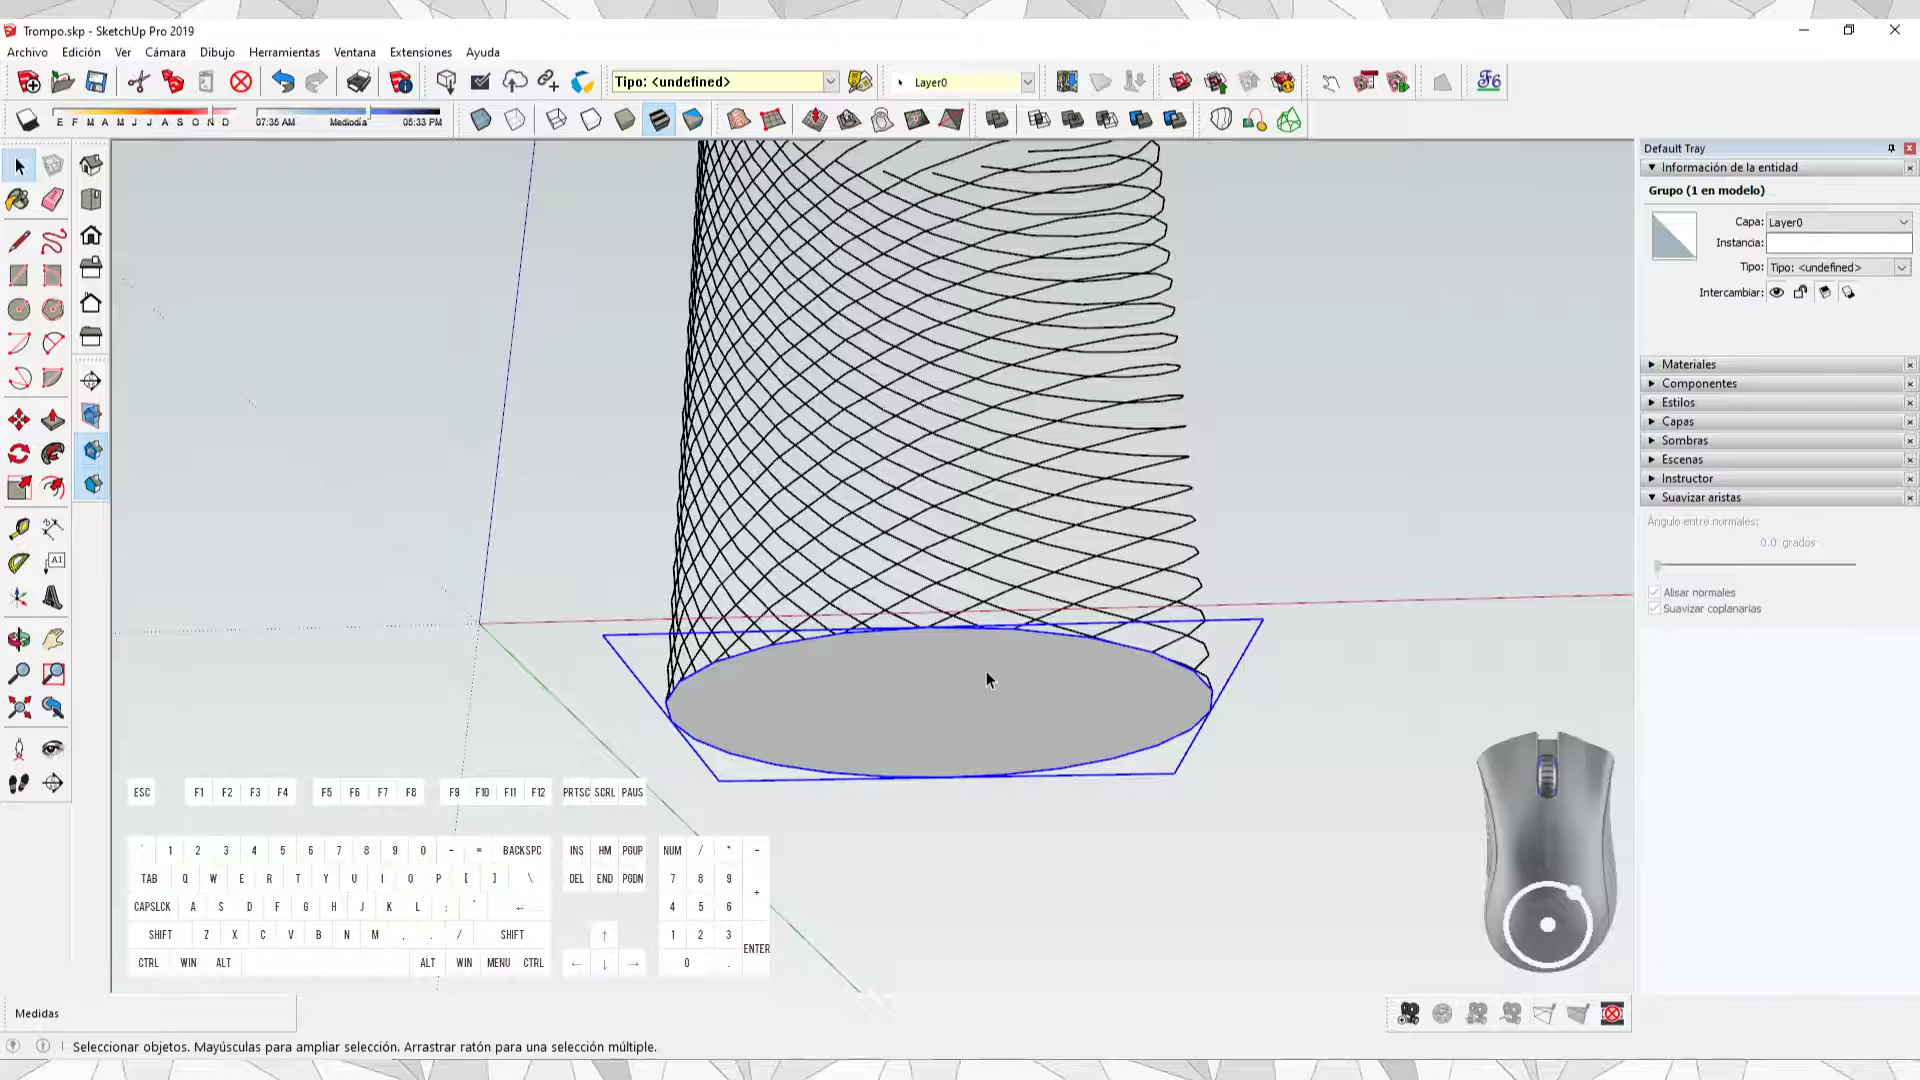 Trompo.skp - SketchUp Pro 2019
Archivo Edición Ver Cámara Dibujo Herramientas Ventana Extensiones Ayuda
Tipo: <undefined>
Layer0
E F M A M J J A S O N D
07:35 AM Mediodía 05:33 PM
Default Tray
Información de la entidad
Grupo (1 en modelo)
Capa: Layer0
Instancia:
Tipo: Tipo: <undefined>
Intercambiar:
Materiales
Componentes
Estilos
Capas
Sombras
Escenas
Instructor
Suavizar aristas
Ángulo entre normales:
0.0 grados
Alisar normales
Suavizar coplanarias
ESC F1 F2 F3 F4 F5 F6 F7 F8 F9 F10 F11 F12 PRTSC SCRL PAUS
` 1 2 3 4 5 6 7 8 9 0 - = BACKSPC INS HM PGUP NUM / * -
TAB Q W E R T Y U I O P [ ] \ DEL END PGDN 7 8 9 +
CAPSLCK A S D F G H J K L ; ' ← 4 5 6
SHIFT Z X C V B N M , . / SHIFT ↑ 1 2 3 ENTER
CTRL WIN ALT ALT WIN MENU CTRL ← ↓ → 0 .
Medidas
Seleccionar objetos. Mayúsculas para ampliar selección. Arrastrar ratón para una selección múltiple.